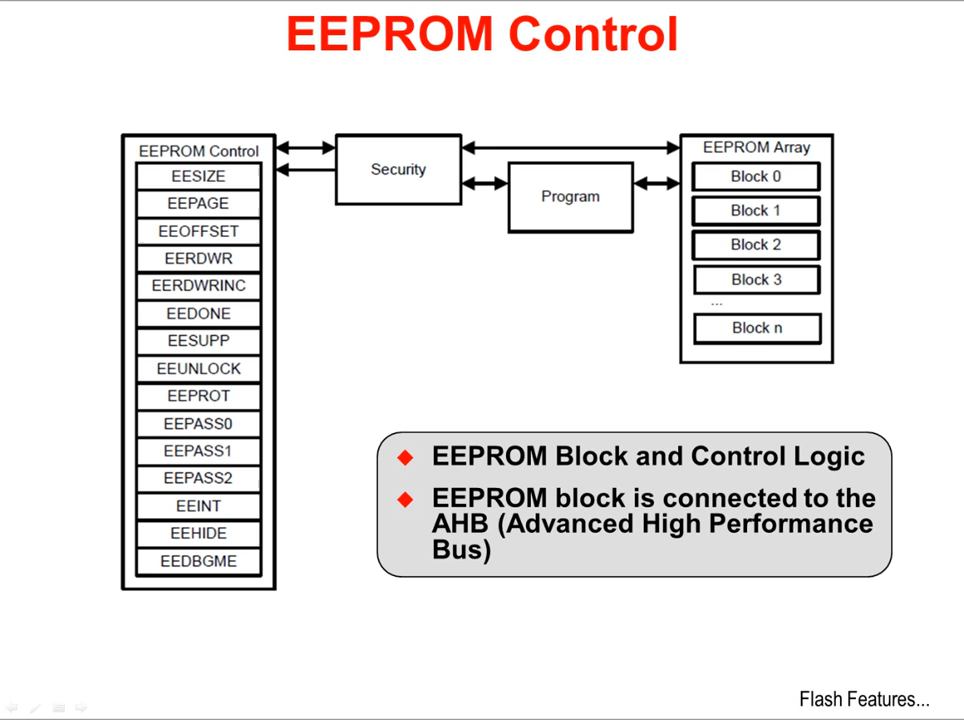 EEPROM Control
EEPROM Control
EESIZE
EEPAGE
EEOFFSET
EERDWR
EERDWRINC
EEDONE
EESUPP
EEUNLOCK
EEPROT
EEPASS0
EEPASS1
EEPASS2
EEINT
EEHIDE
EEDBGME
Security
Program
EEPROM Array
Block 0
Block 1
Block 2
Block 3
...
Block n
EEPROM Block and Control Logic
EEPROM block is connected to the
AHB (Advanced High Performance
Bus)
Flash Features...